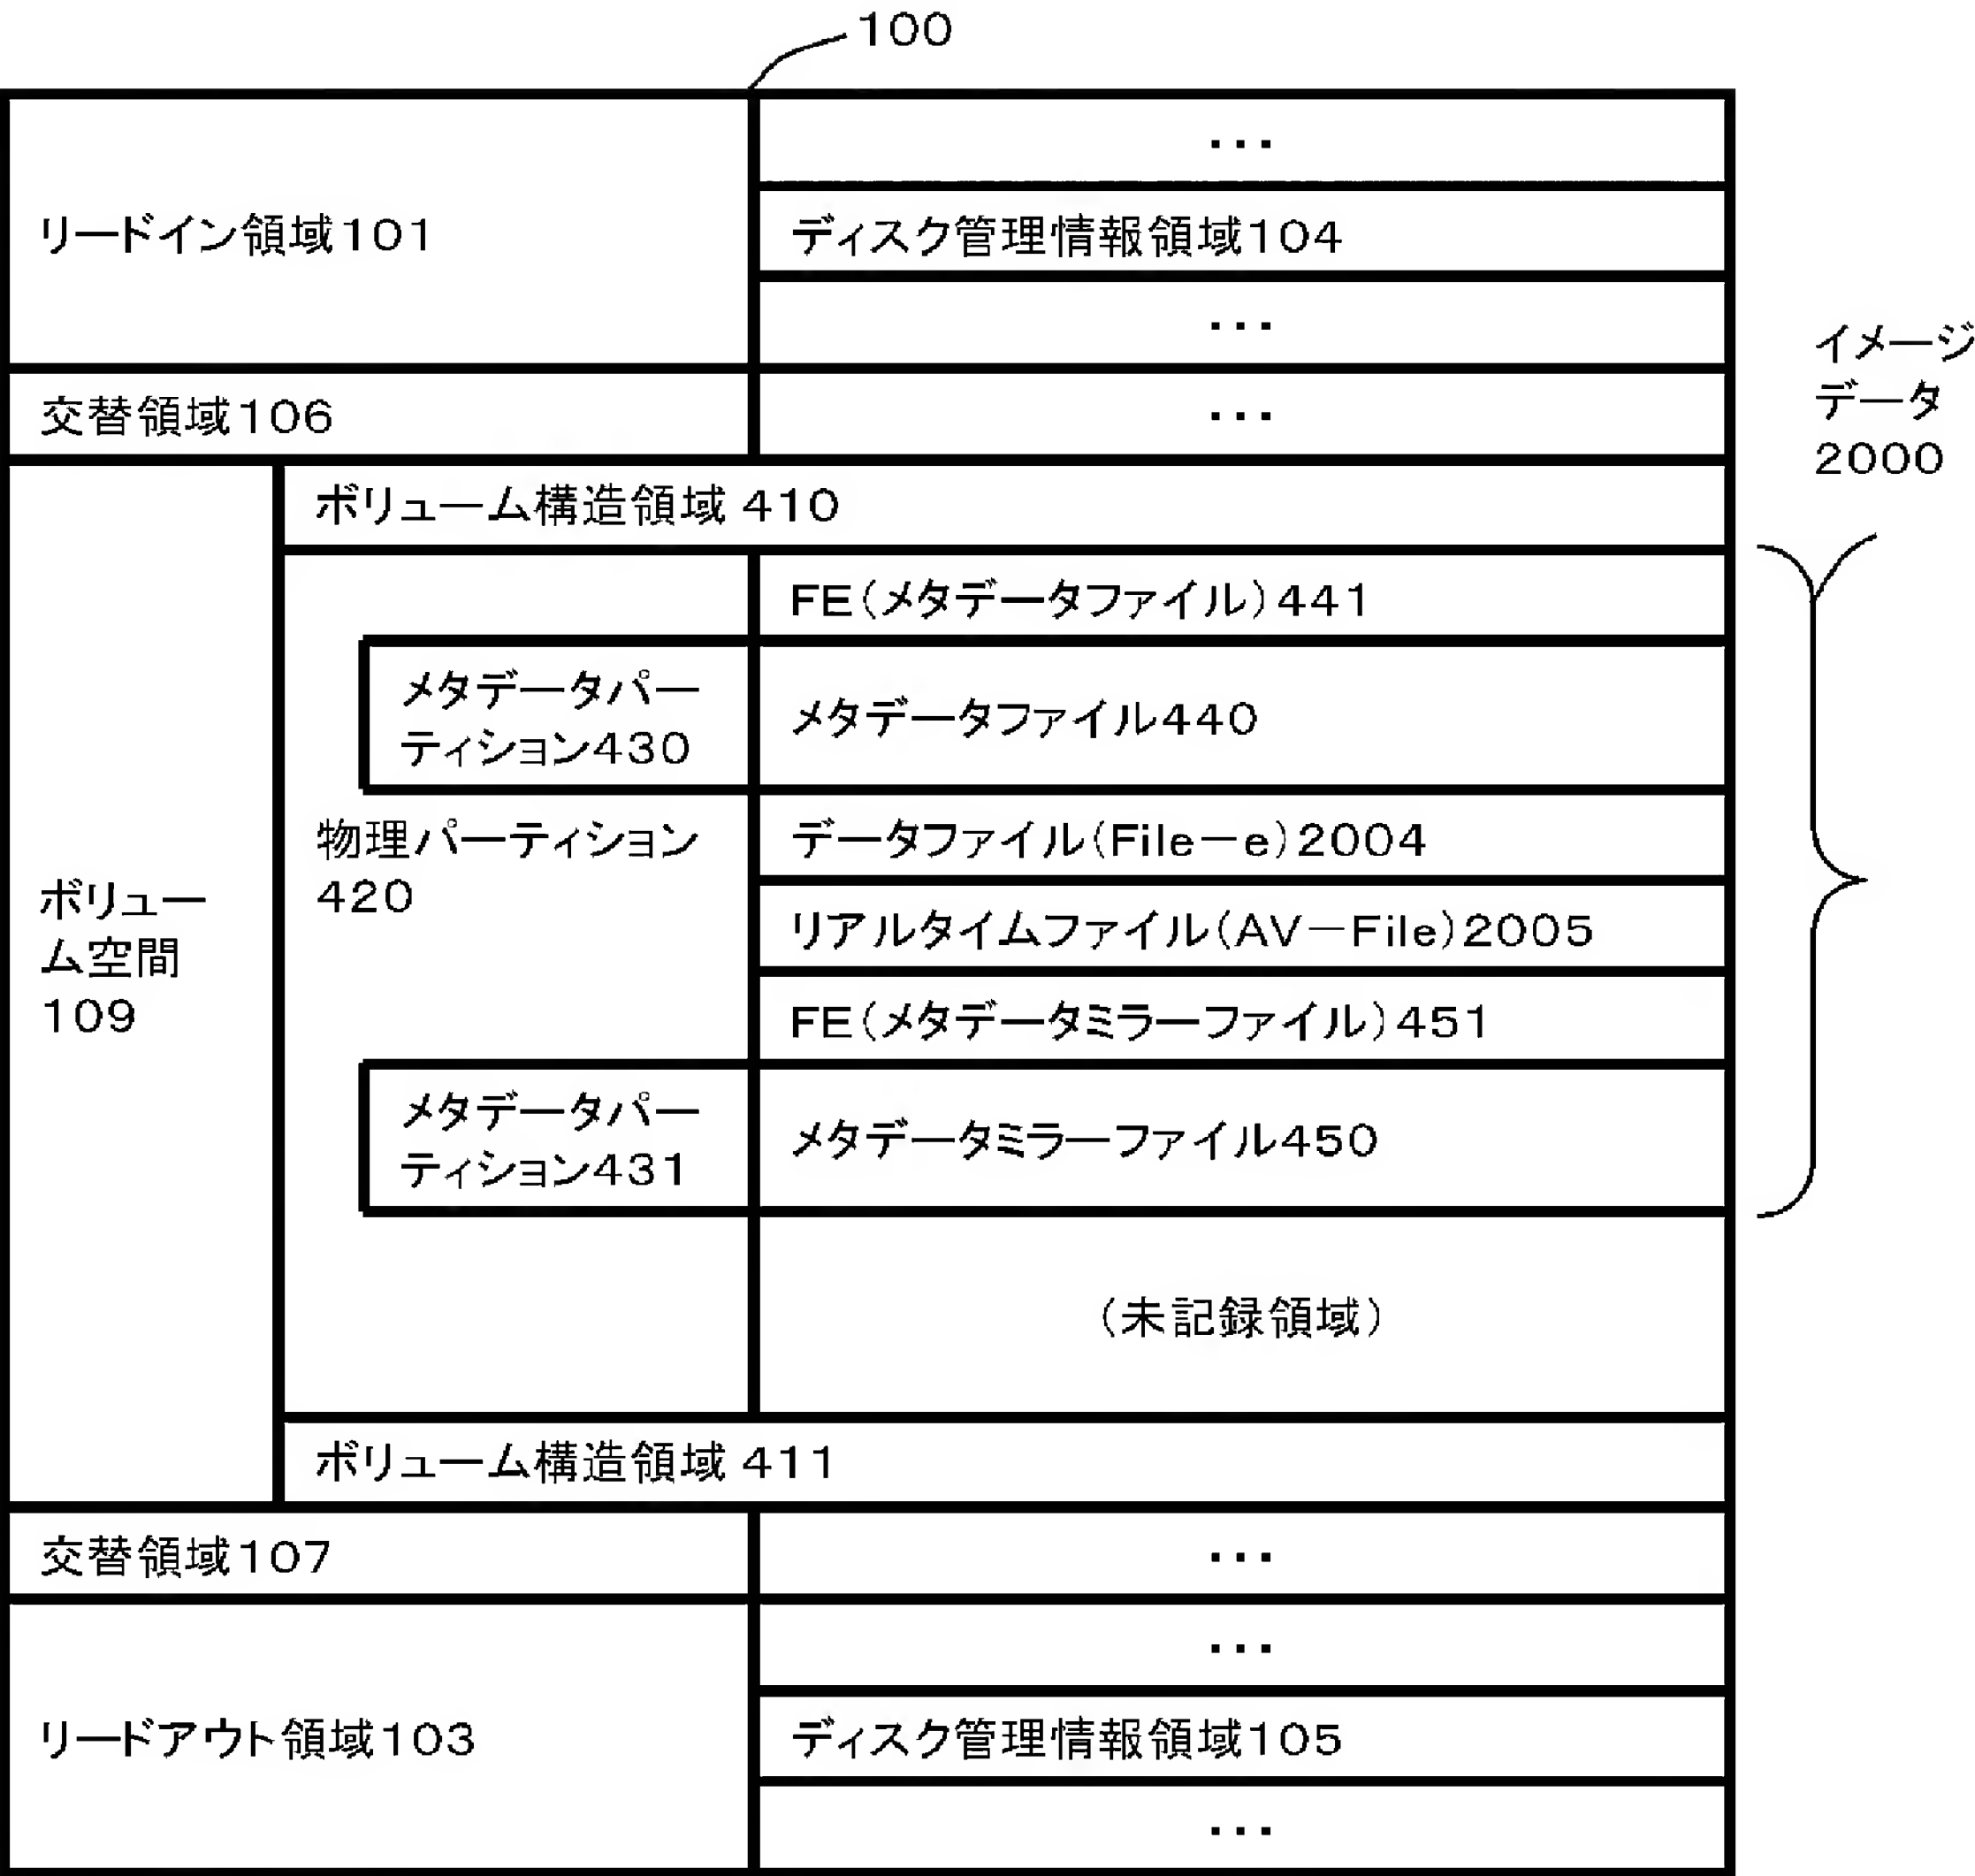 100
・・・
リードイン領域101
ディスク管理情報領域104
・・・
イメージ
データ
2000
交替領域106
・・・
ボリューム構造領域 410
FE(メタデータファイル)441
メタデータパー
ティション430
メタデータファイル440
物理パーティション
420
データファイル(File－e)2004
リアルタイムファイル(AV－File)2005
ボリュー
ム空間
109
FE(メタデータミラーファイル)451
メタデータパー
ティション431
メタデータミラーファイル450
(未記録領域)
ボリューム構造領域 411
交替領域107
・・・
・・・
リードアウト領域103
ディスク管理情報領域105
・・・